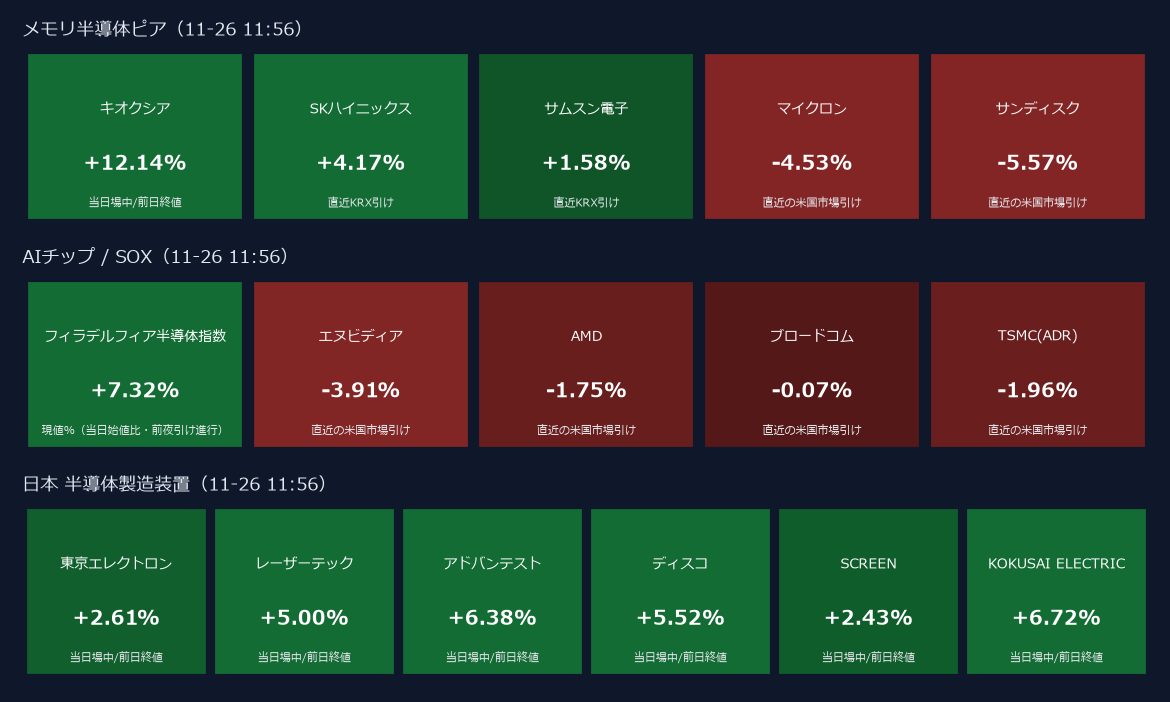 メモリ半導体ピア（11-26 11:56）
キオクシア
+12.14%
当日場中/前日終値
SKハイニックス
+4.17%
直近KRX引け
サムスン電子
+1.58%
直近KRX引け
マイクロン
-4.53%
直近の米国市場引け
サンディスク
-5.57%
直近の米国市場引け
AIチップ / SOX（11-26 11:56）
フィラデルフィア半導体指数
+7.32%
現値%（当日始値比・前夜引け進行）
エヌビディア
-3.91%
直近の米国市場引け
AMD
-1.75%
直近の米国市場引け
ブロードコム
-0.07%
直近の米国市場引け
TSMC(ADR)
-1.96%
直近の米国市場引け
日本 半導体製造装置（11-26 11:56）
東京エレクトロン
+2.61%
当日場中/前日終値
レーザーテック
+5.00%
当日場中/前日終値
アドバンテスト
+6.38%
当日場中/前日終値
ディスコ
+5.52%
当日場中/前日終値
SCREEN
+2.43%
当日場中/前日終値
KOKUSAI ELECTRIC
+6.72%
当日場中/前日終値